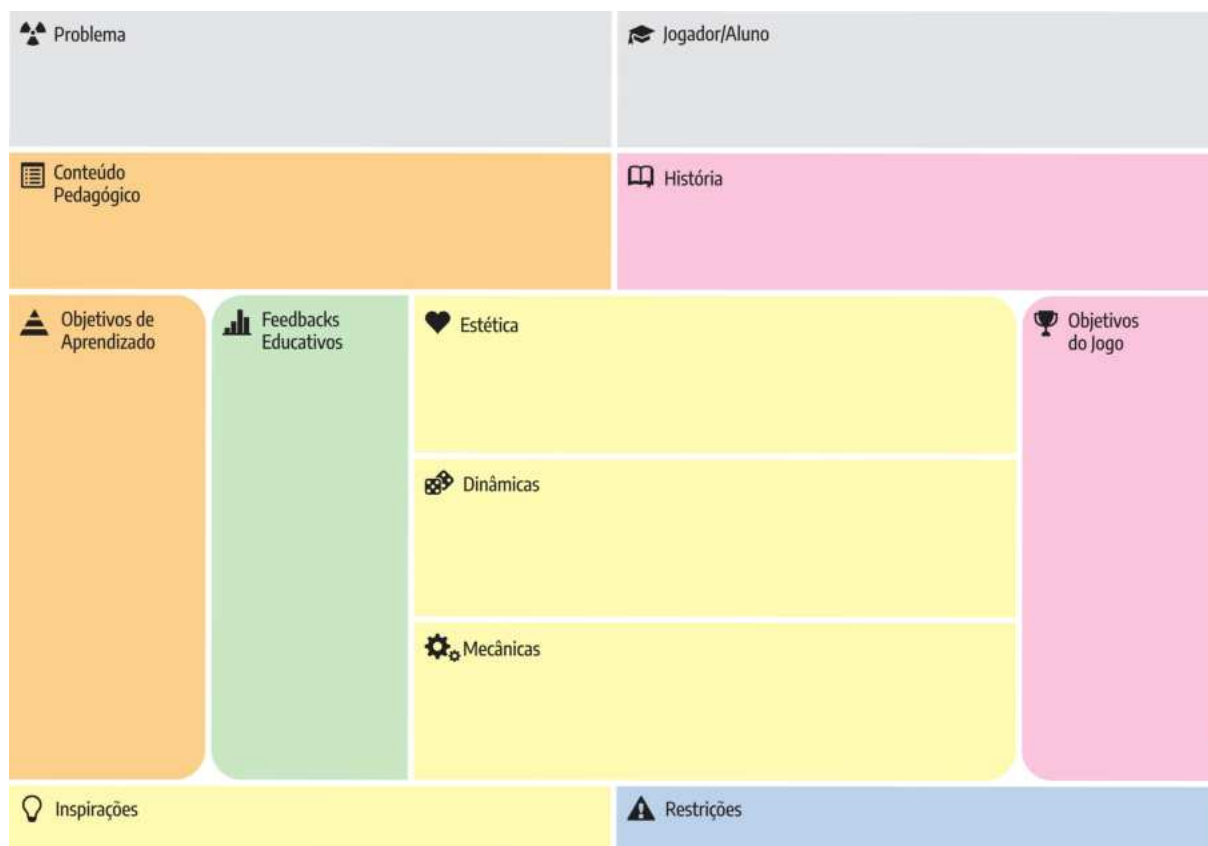 Problema
Jogador/Aluno
Conteúdo
Pedagógico
História
Objetivos de
Aprendizado
Feedbacks
Educativos
Estética
Dinâmicas
Mecânicas
Objetivos
do Jogo
Inspirações
Restrições